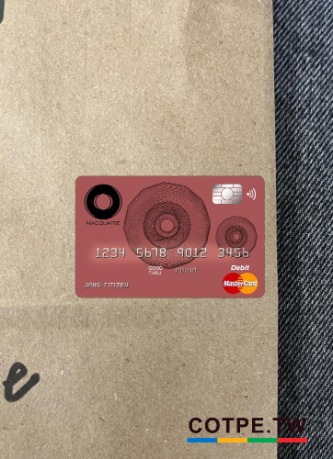 MACQUARIE
1234 5678 9012 3456
GOOD
THRU
Debit
JOHN CITIZEN
MasterCard
e
COTPE.TW